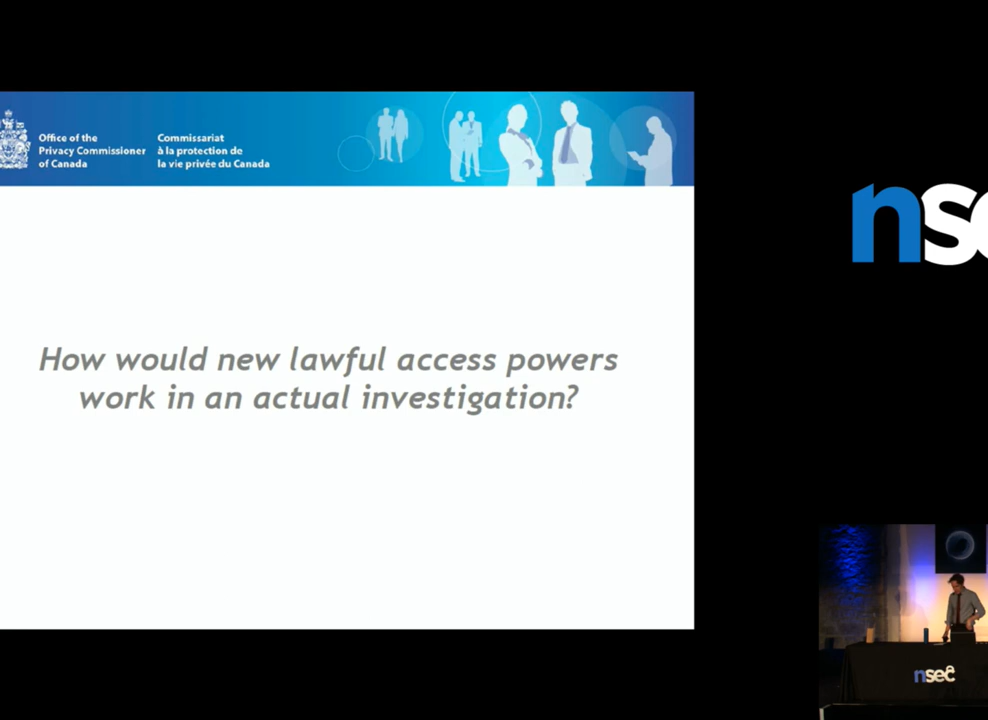 Office of the
Privacy Commissioner
of Canada
Commissariat
à la protection de
la vie privée du Canada
How would new lawful access powers
work in an actual investigation?
nse
nsec